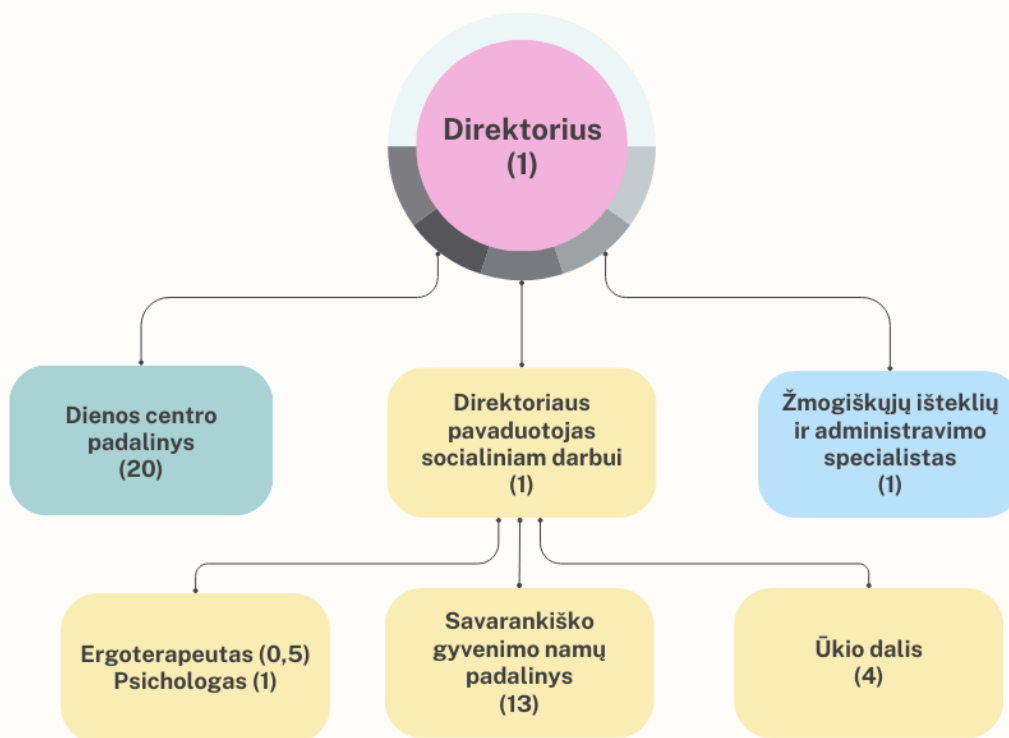 Direktorius
(1)
Dienos centro
padalinys
(20)
Direktoriaus
pavaduotojas
socialiniam darbui
(1)
Žmogiškųjų išteklių
ir administravimo
specialistas
(1)
Ergoterapeutas (0,5)
Psichologas (1)
Savarankiško
gyvenimo namų
padalinys
(13)
Ūkio dalis
(4)